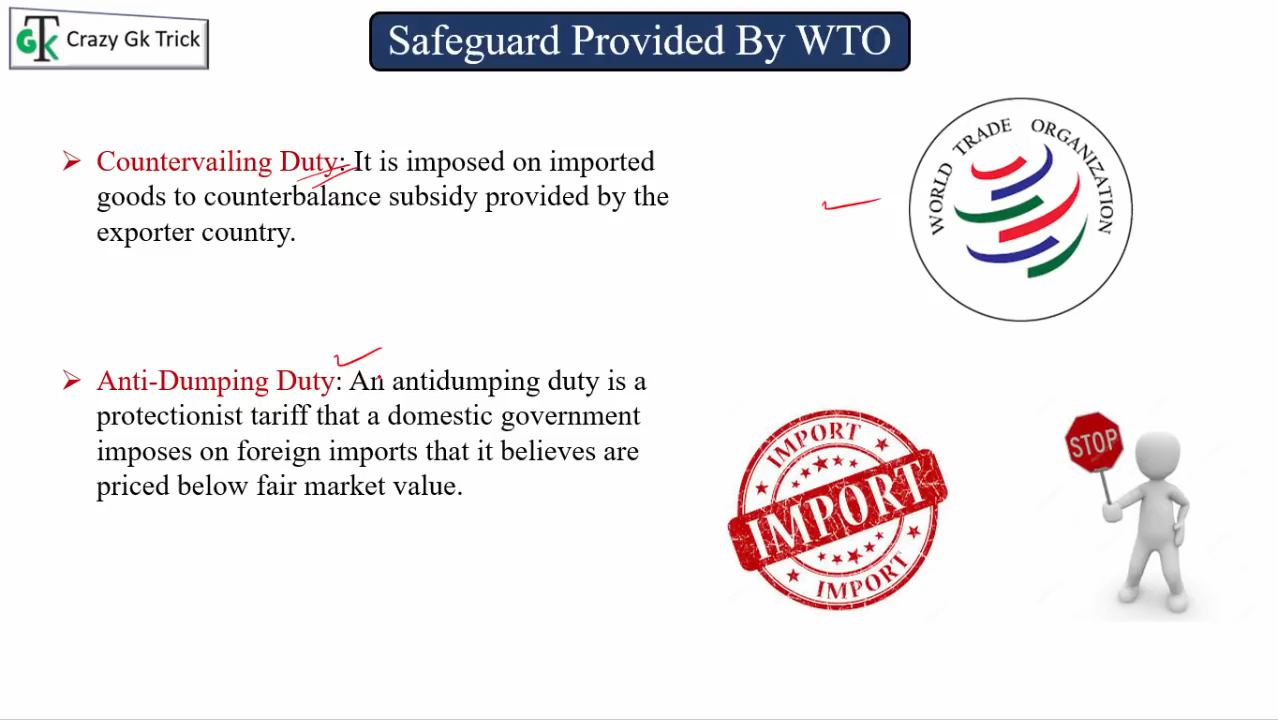 GTK Crazy Gk Trick
Safeguard Provided By WTO
➢ Countervailing Duty: It is imposed on imported
goods to counterbalance subsidy provided by the
exporter country.
WORLD TRADE ORGANIZATION
➢ Anti-Dumping Duty: An antidumping duty is a
protectionist tariff that a domestic government
imposes on foreign imports that it believes are
priced below fair market value.
IMPORT
IMPORT
IMPORT
STOP